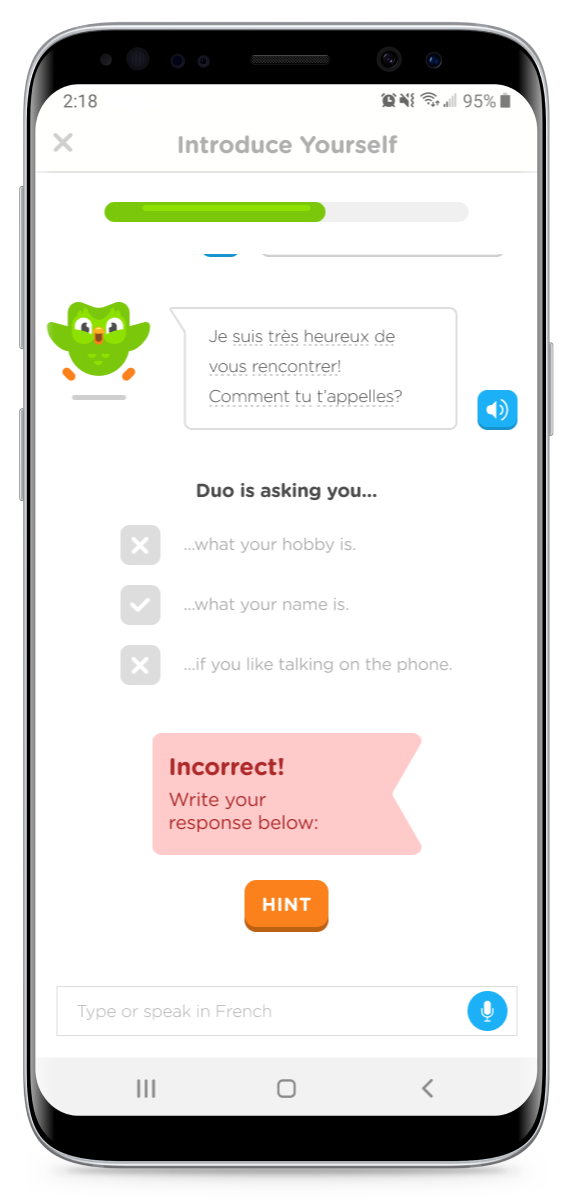 2:18
95%
Introduce Yourself
Je suis très heureux de
vous rencontrer!
Comment tu t'appelles?
Duo is asking you...
...what your hobby is.
...what your name is.
...if you like talking on the phone.
Incorrect!
Write your
response below:
HINT
Type or speak in French